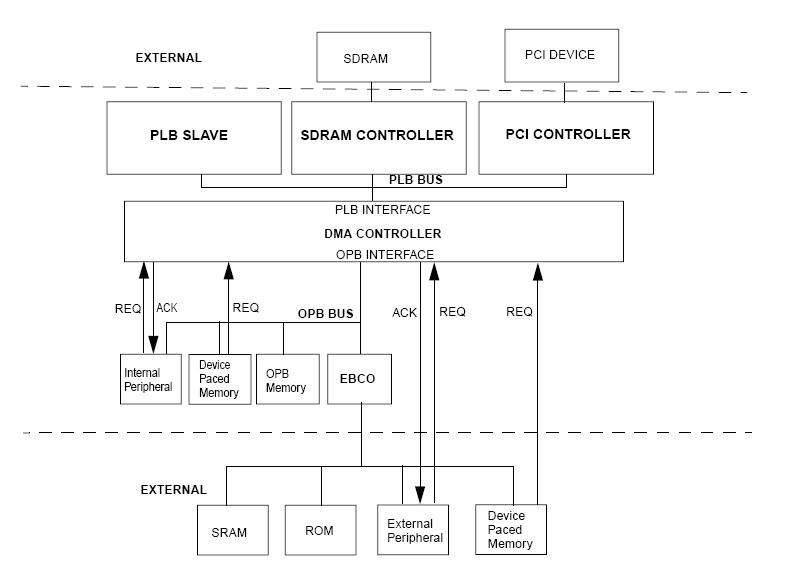 EXTERNAL
SDRAM
PCI DEVICE
PLB SLAVE
SDRAM CONTROLLER
PCI CONTROLLER
PLB BUS
PLB INTERFACE
DMA CONTROLLER
OPB INTERFACE
REQ
ACK
REQ
OPB BUS
ACK
REQ
REQ
Internal
Peripheral
Device
Paced
Memory
OPB
Memory
EBCO
EXTERNAL
SRAM
ROM
External
Peripheral
Device
Paced
Memory